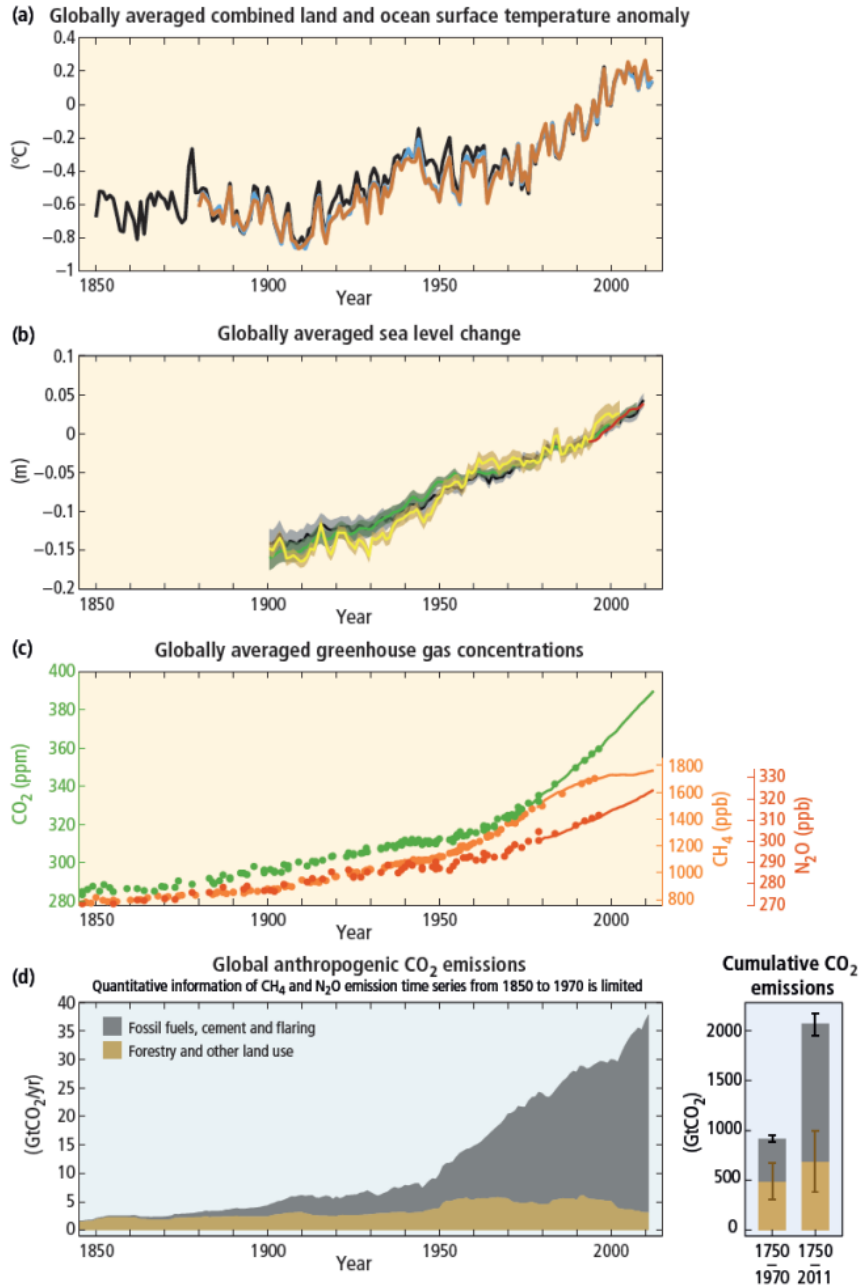 (a) Globally averaged combined land and ocean surface temperature anomaly
0.4
0.2
0
−0.2
−0.4
−0.6
−0.8
−1
(°C)
1850 1900 1950 2000
Year
(b) Globally averaged sea level change
0.1
0.05
0
−0.05
−0.1
−0.15
−0.2
(m)
1850 1900 1950 2000
Year
(c) Globally averaged greenhouse gas concentrations
400
380
360
340
320
300
280
CO₂ (ppm)
1800
1600
1400
1200
1000
800
CH₄ (ppb)
330
320
310
300
290
280
270
N₂O (ppb)
1850 1900 1950 2000
Year
(d) Global anthropogenic CO₂ emissions
Quantitative information of CH₄ and N₂O emission time series from 1850 to 1970 is limited
40
35
30
25
20
15
10
5
0
(GtCO₂/yr)
Fossil fuels, cement and flaring
Forestry and other land use
1850 1900 1950 2000
Year
Cumulative CO₂
emissions
2000
1500
1000
500
0
(GtCO₂)
1750 1750
– –
1970 2011